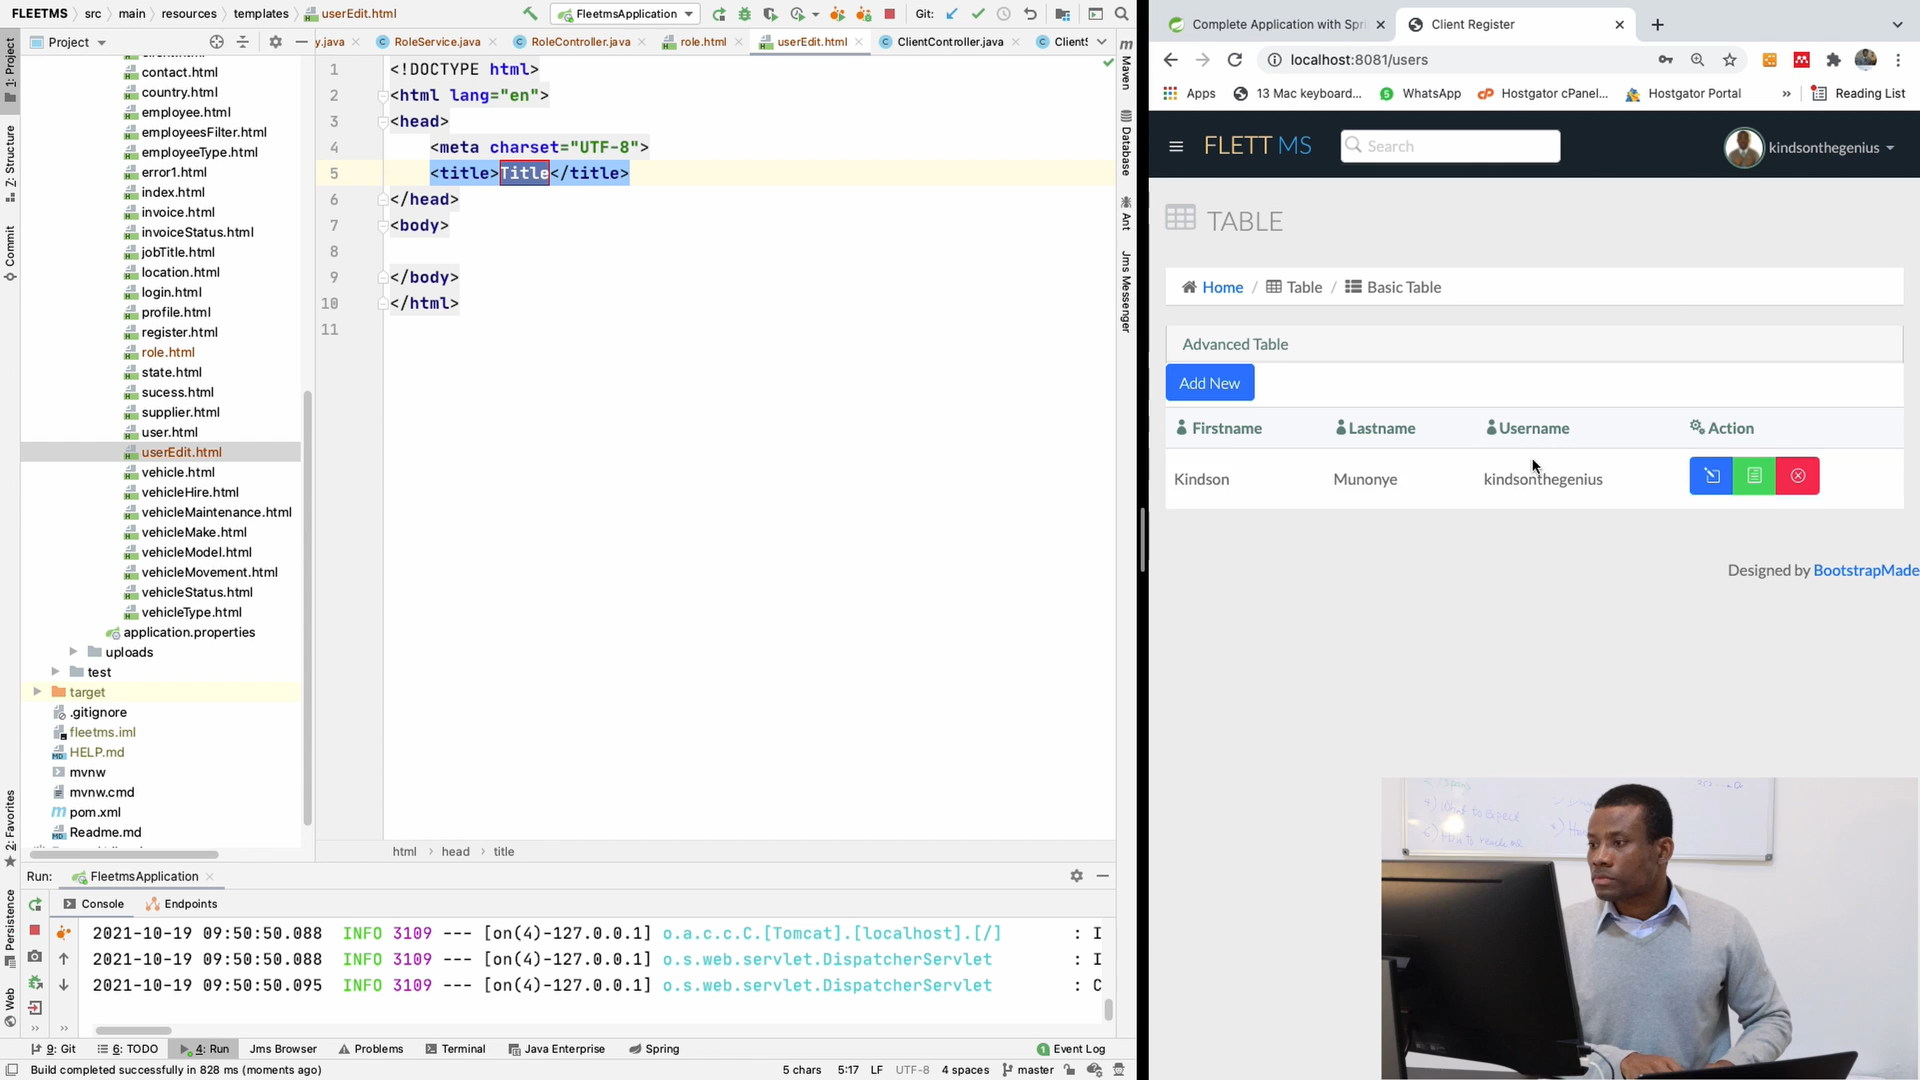 FLEETMS src main resources templates userEdit.html
FleetmsApplication Git:
Project
y.java RoleService.java RoleController.java role.html userEdit.html ClientController.java ClientS
contact.html
country.html
employee.html
employeesFilter.html
employeeType.html
error1.html
index.html
invoice.html
invoiceStatus.html
jobTitle.html
location.html
login.html
profile.html
register.html
role.html
state.html
sucess.html
supplier.html
user.html
userEdit.html
vehicle.html
vehicleHire.html
vehicleMaintenance.html
vehicleMake.html
vehicleModel.html
vehicleMovement.html
vehicleStatus.html
vehicleType.html
application.properties
uploads
test
target
.gitignore
fleetms.iml
HELP.md
mvnw
mvnw.cmd
pom.xml
Readme.md
1: Project
Z: Structure
Commit
2: Favorites
Persistence
Web
1 <!DOCTYPE html>
2 <html lang="en">
3 <head>
4 <meta charset="UTF-8">
5 <title>Title</title>
6 </head>
7 <body>
8
9 </body>
10 </html>
11
html head title
Maven
Database
Ant
Jms Messenger
Run: FleetmsApplication
Console Endpoints
2021-10-19 09:50:50.088 INFO 3109 --- [on(4)-127.0.0.1] o.a.c.c.C.[Tomcat].[localhost].[/] : I
2021-10-19 09:50:50.088 INFO 3109 --- [on(4)-127.0.0.1] o.s.web.servlet.DispatcherServlet : I
2021-10-19 09:50:50.095 INFO 3109 --- [on(4)-127.0.0.1] o.s.web.servlet.DispatcherServlet : C
9: Git 6: TODO 4: Run Jms Browser Problems Terminal Java Enterprise Spring Event Log
Build completed successfully in 828 ms (moments ago) 5 chars 5:17 LF UTF-8 4 spaces master
Complete Application with Spri Client Register
localhost:8081/users
Apps 13 Mac keyboard... WhatsApp Hostgator cPanel... Hostgator Portal » Reading List
FLETT MS Search kindsonthegenius
TABLE
Home / Table / Basic Table
Advanced Table
Add New
Firstname Lastname Username Action
Kindson Munonye kindsonthegenius
Designed by BootstrapMade
What to expect